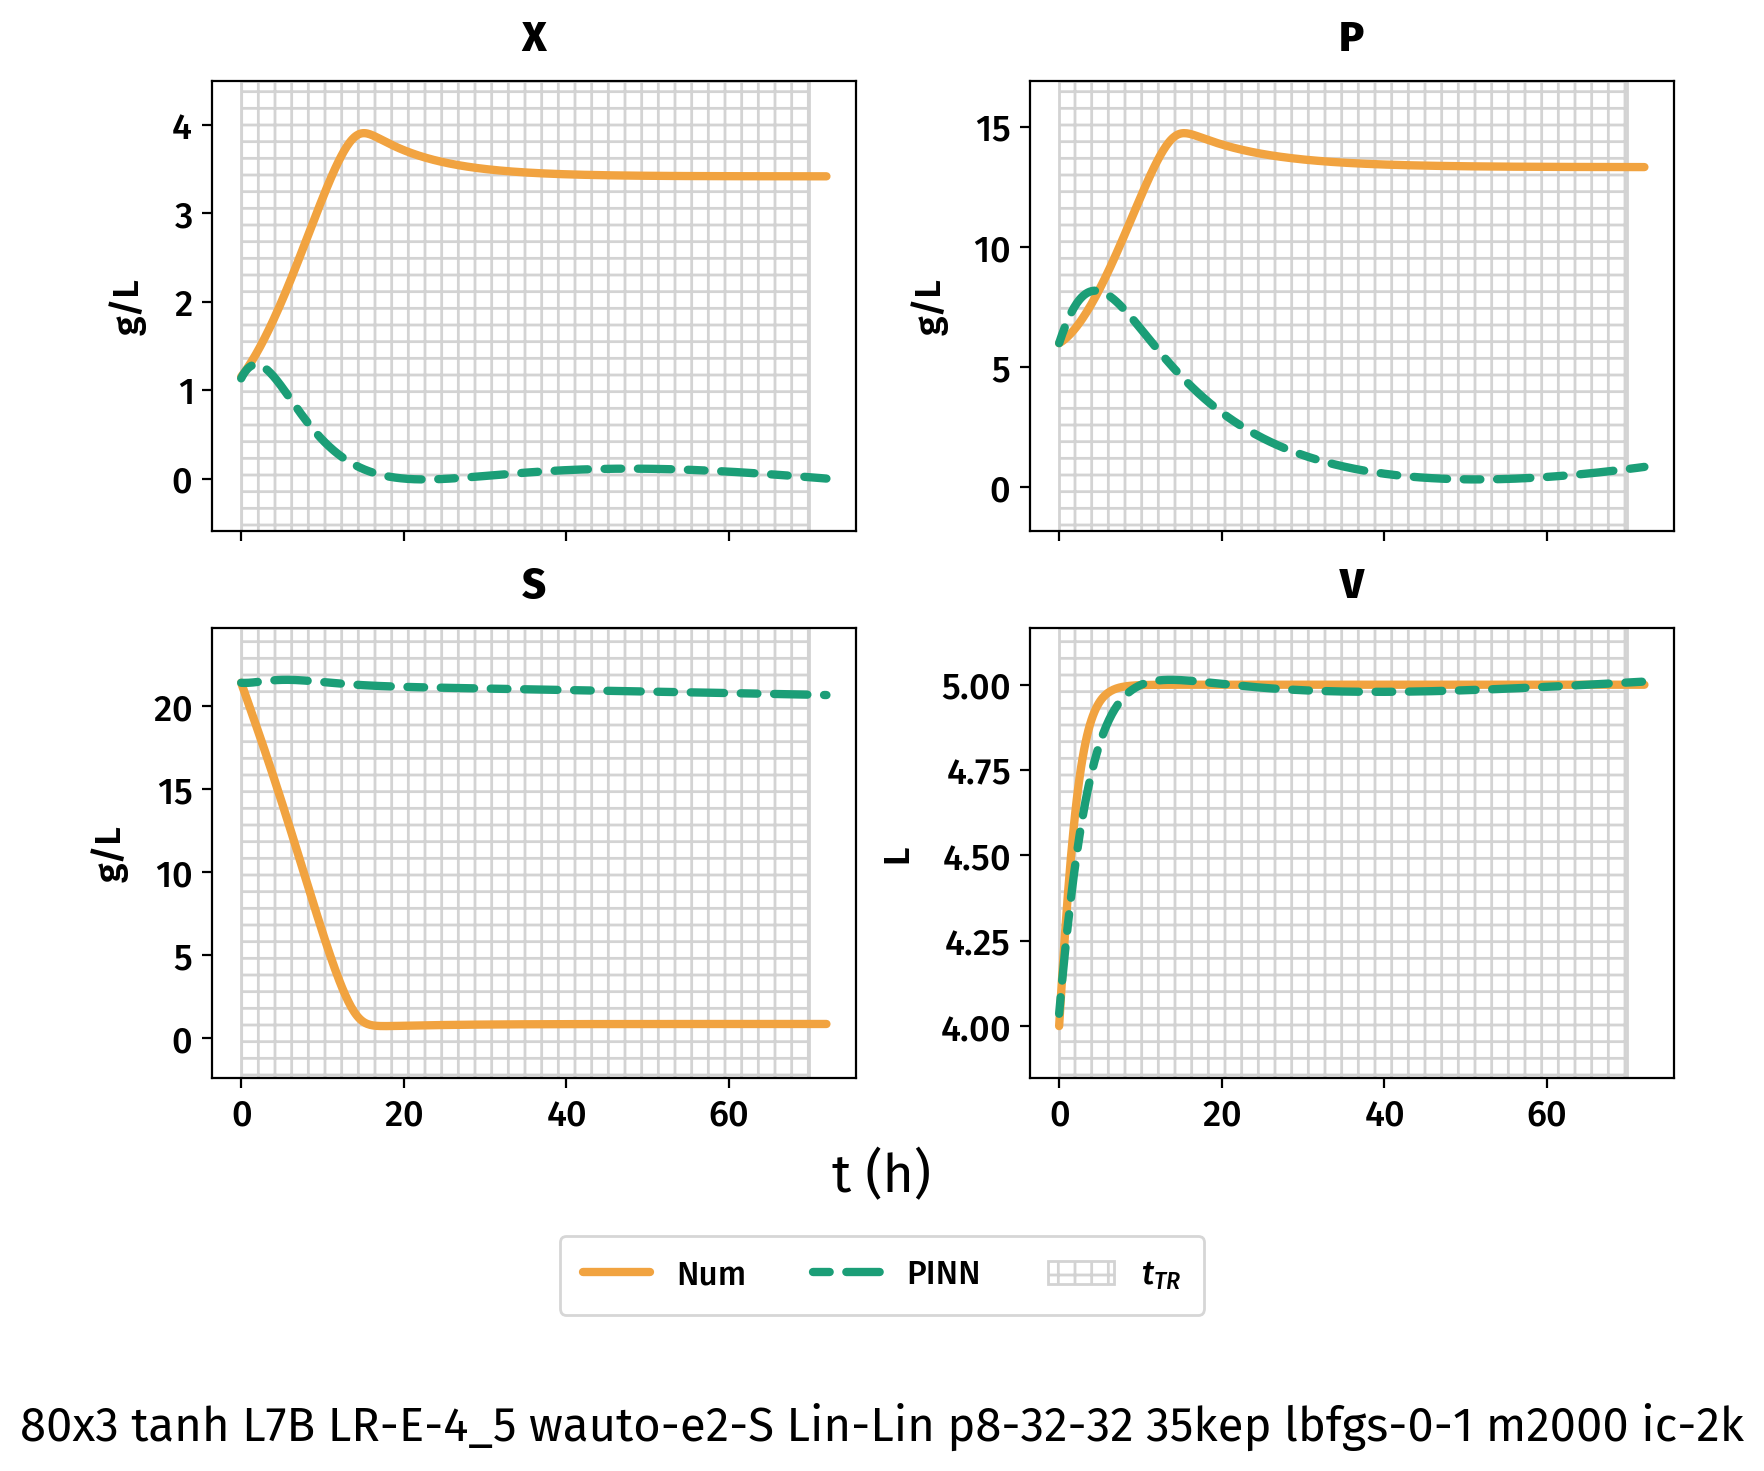 X
P
4
3
2
1
0
g/L
15
10
5
0
g/L
S
V
20
15
10
5
0
g/L
5.00
4.75
4.50
4.25
4.00
L
0 20 40 60
0 20 40 60
t (h)
Num PINN tTR
80x3 tanh L7B LR-E-4_5 wauto-e2-S Lin-Lin p8-32-32 35kep lbfgs-0-1 m2000 ic-2k